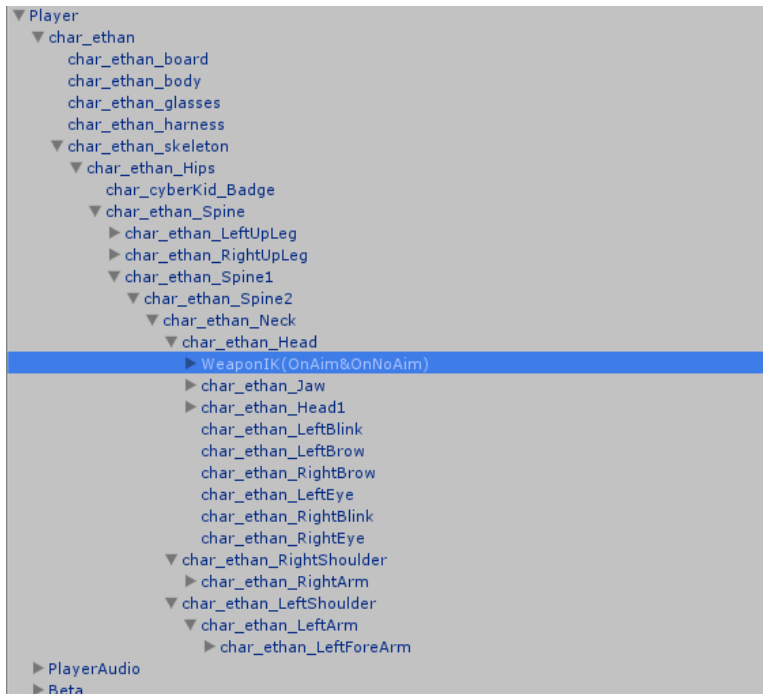 Player
char_ethan
char_ethan_board
char_ethan_body
char_ethan_glasses
char_ethan_harness
char_ethan_skeleton
char_ethan_Hips
char_cyberKid_Badge
char_ethan_Spine
char_ethan_LeftUpLeg
char_ethan_RightUpLeg
char_ethan_Spine1
char_ethan_Spine2
char_ethan_Neck
char_ethan_Head
WeaponIK(OnAim&OnNoAim)
char_ethan_Jaw
char_ethan_Head1
char_ethan_LeftBlink
char_ethan_LeftBrow
char_ethan_RightBrow
char_ethan_LeftEye
char_ethan_RightBlink
char_ethan_RightEye
char_ethan_RightShoulder
char_ethan_RightArm
char_ethan_LeftShoulder
char_ethan_LeftArm
char_ethan_LeftForeArm
PlayerAudio
Beta